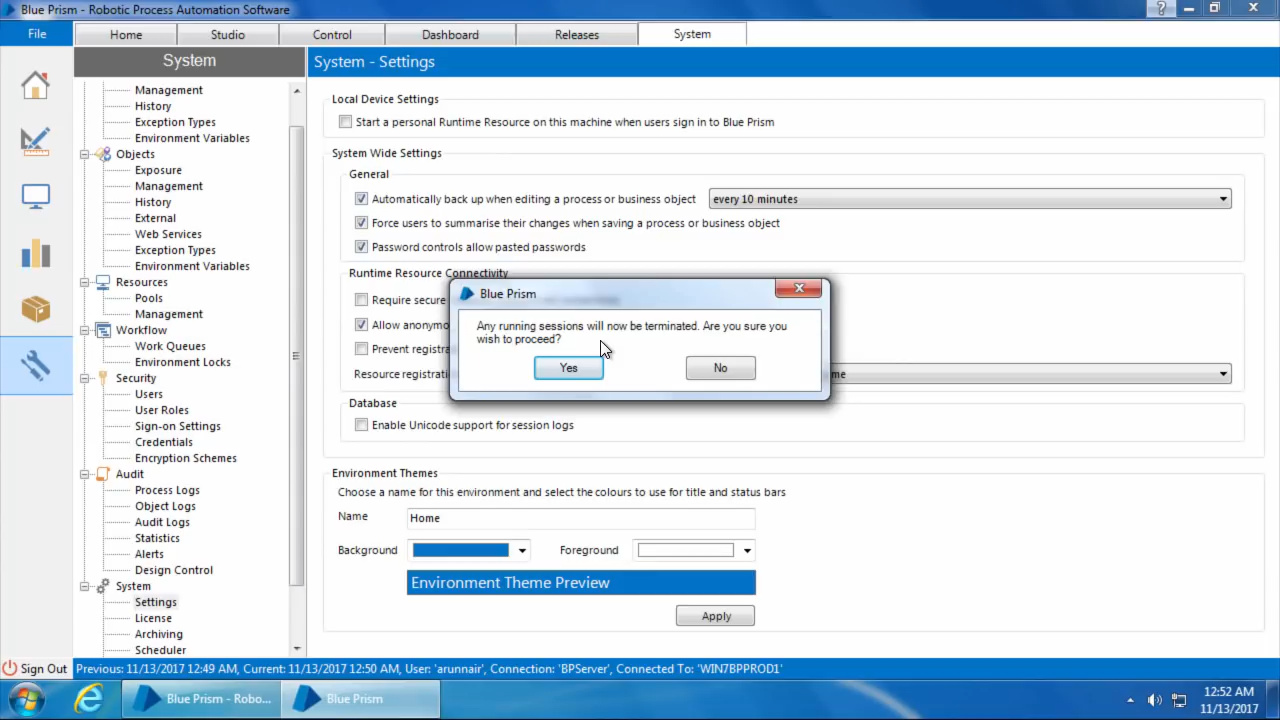 Blue Prism - Robotic Process Automation Software
?
File
Home
Studio
Control
Dashboard
Releases
System
System
System - Settings
Management
History
Exception Types
Environment Variables
Objects
Exposure
Management
History
External
Web Services
Exception Types
Environment Variables
Resources
Pools
Management
Workflow
Work Queues
Environment Locks
Security
Users
User Roles
Sign-on Settings
Credentials
Encryption Schemes
Audit
Process Logs
Object Logs
Audit Logs
Statistics
Alerts
Design Control
System
Settings
License
Archiving
Scheduler
Local Device Settings
Start a personal Runtime Resource on this machine when users sign in to Blue Prism
System Wide Settings
General
Automatically back up when editing a process or business object
every 10 minutes
Force users to summarise their changes when saving a process or business object
Password controls allow pasted passwords
Runtime Resource Connectivity
Require secure
Allow anonymo
Prevent registra
Resource registrati
me
Blue Prism
Any running sessions will now be terminated. Are you sure you
wish to proceed?
Yes
No
Database
Enable Unicode support for session logs
Environment Themes
Choose a name for this environment and select the colours to use for title and status bars
Name
Home
Background
Foreground
Environment Theme Preview
Apply
Sign Out
Previous: 11/13/2017 12:49 AM, Current: 11/13/2017 12:50 AM, User: 'arunnair', Connection: 'BPServer', Connected To: 'WIN7BPPROD1'
Blue Prism - Robo...
Blue Prism
12:52 AM
11/13/2017